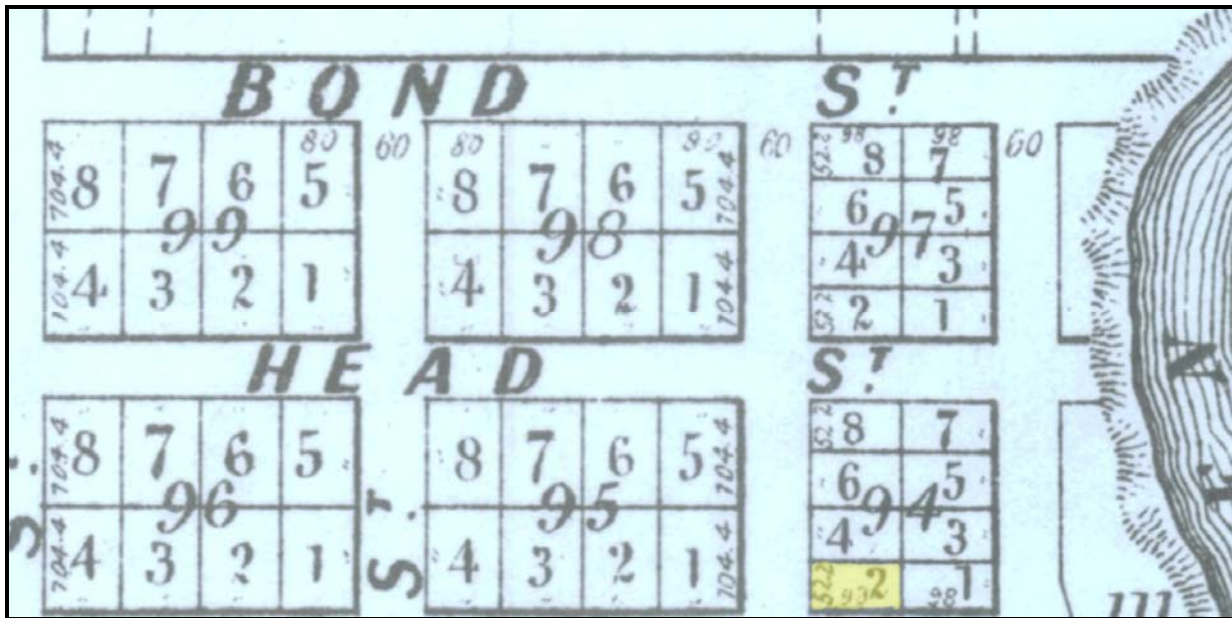 BOND ST.
80 60 80 80 60 98 98 60
104.4 8 7 6 5 8 7 6 5 104.4 52.2 8 7
99 98 6 97 5
104.4 4 3 2 1 4 3 2 1 104.4 4 3
52.2 2 1
HEAD ST.
104.4 8 7 6 5 8 7 6 5 104.4 52.2 8 7
96 95 6 94 5
104.4 4 3 2 1 4 3 2 1 104.4 4 3
ST. 52.2 2 1
98